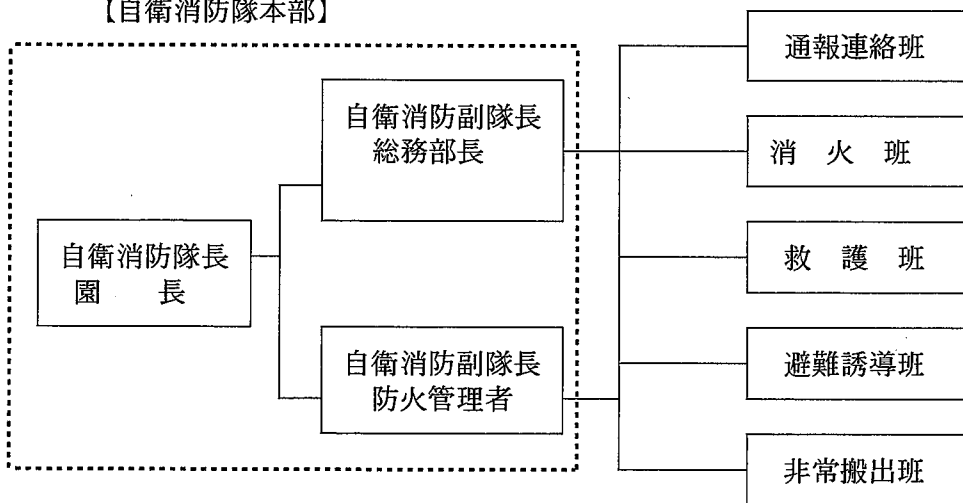 【自衛消防隊本部】
自衛消防隊長
園　　長
自衛消防副隊長
総務部長
自衛消防副隊長
防火管理者
通報連絡班
消　火　班
救　護　班
避難誘導班
非常搬出班